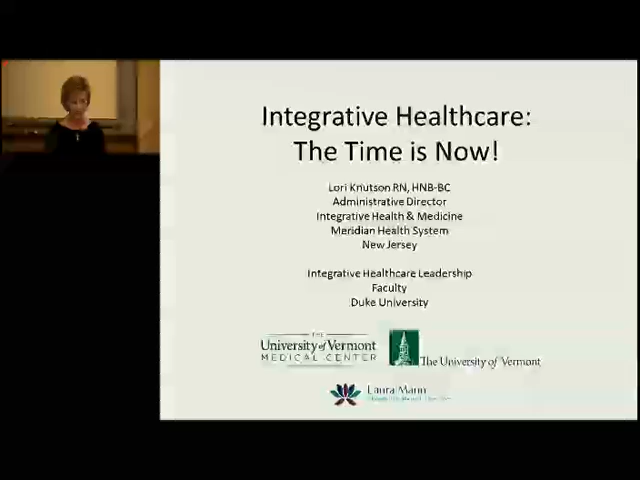 Integrative Healthcare:
The Time is Now!
Lori Knutson RN, HNB-BC
Administrative Director
Integrative Health & Medicine
Meridian Health System
New Jersey
Integrative Healthcare Leadership
Faculty
Duke University
THE
University of Vermont
MEDICAL CENTER
The University of Vermont
Laura Mann